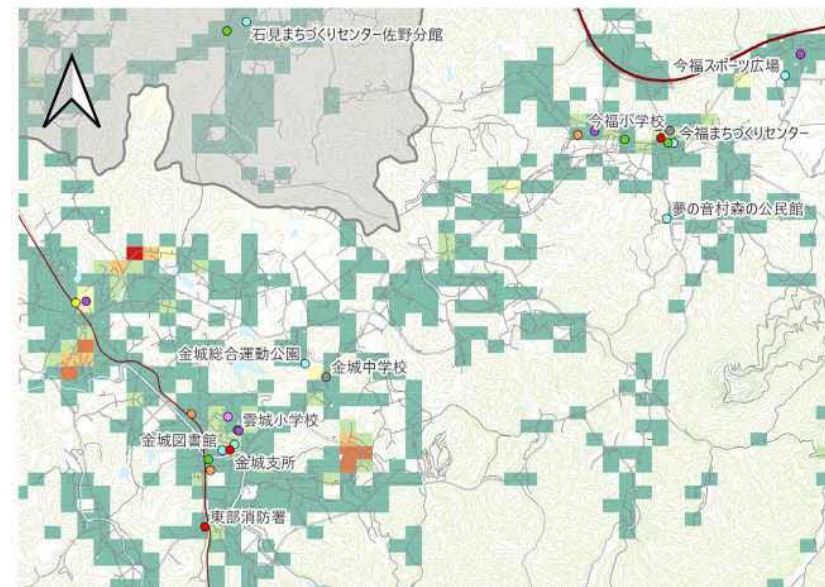 石見まちづくりセンター佐野分館
今福スポーツ広場
今福小学校
今福まちづくりセンター
夢の音村森の公民館
金城総合運動公園
金城中学校
雲城小学校
金城図書館
金城支所
東部消防署